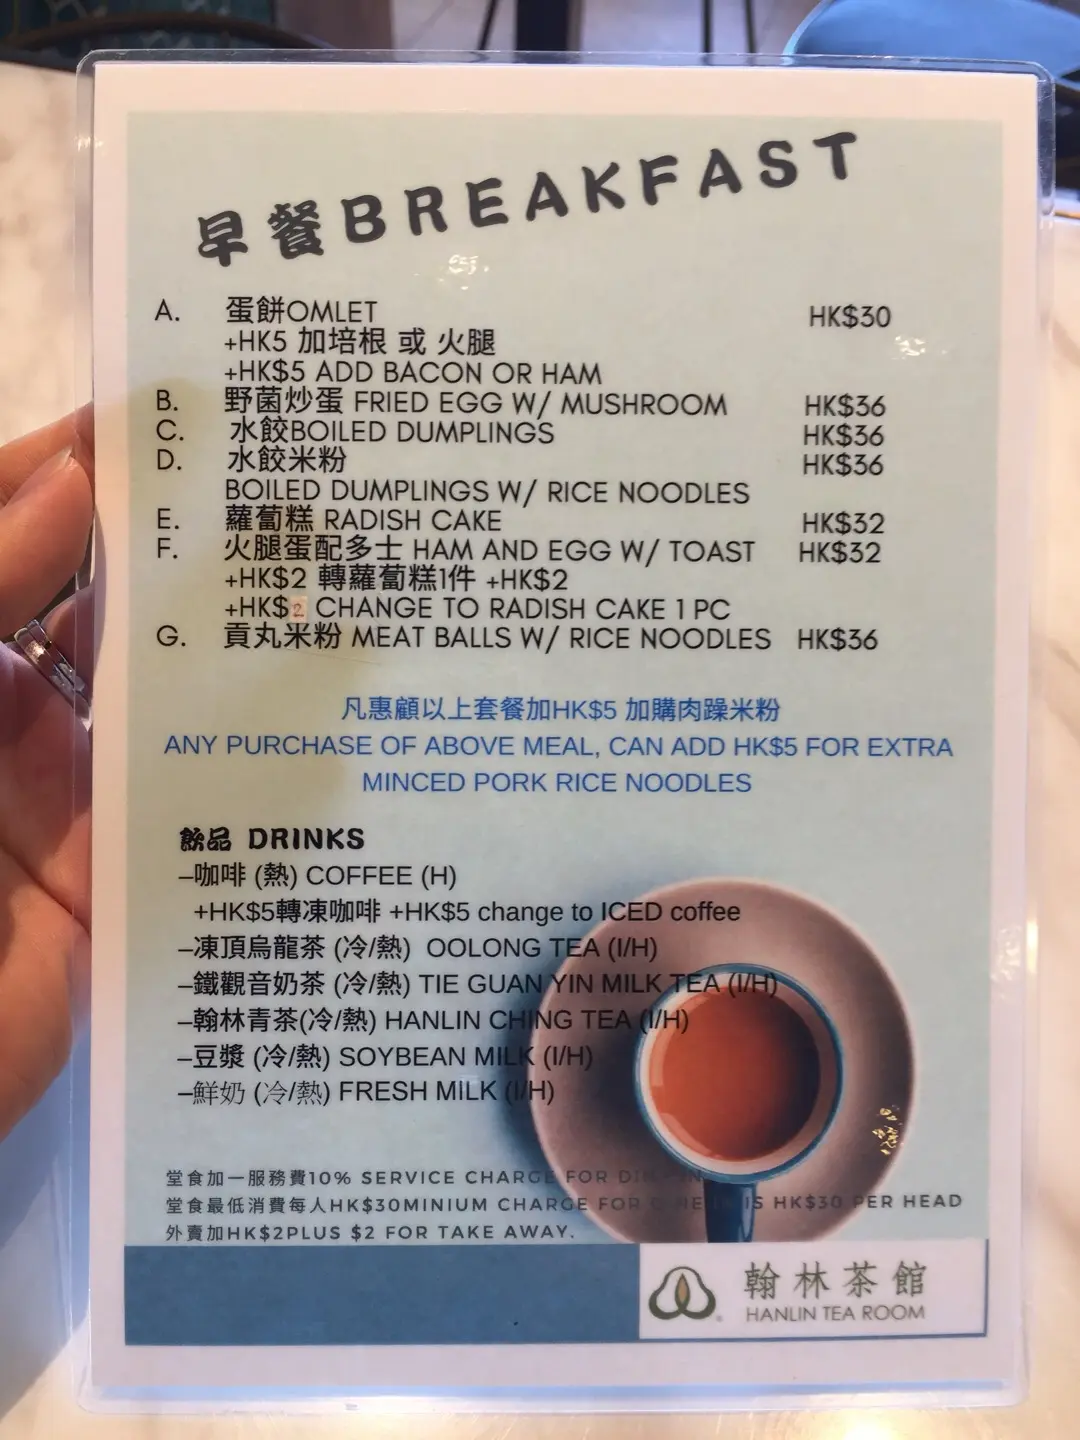 早餐BREAKFAST
A. 蛋餅OMLET HK$30
+HK5 加培根 或 火腿
+HK$5 ADD BACON OR HAM
B. 野菌炒蛋 FRIED EGG W/ MUSHROOM HK$36
C. 水餃BOILED DUMPLINGS HK$36
D. 水餃米粉 HK$36
BOILED DUMPLINGS W/ RICE NOODLES
E. 蘿蔔糕 RADISH CAKE HK$32
F. 火腿蛋配多士 HAM AND EGG W/ TOAST HK$32
+HK$2 轉蘿蔔糕1件 +HK$2
+HK$2 CHANGE TO RADISH CAKE 1 PC
G. 貢丸米粉 MEAT BALLS W/ RICE NOODLES HK$36
凡惠顧以上套餐加HK$5 加購肉躁米粉
ANY PURCHASE OF ABOVE MEAL, CAN ADD HK$5 FOR EXTRA
MINCED PORK RICE NOODLES
飲品 DRINKS
–咖啡 (熱) COFFEE (H)
+HK$5轉凍咖啡 +HK$5 change to ICED coffee
–凍頂烏龍茶 (冷/熱) OOLONG TEA (I/H)
–鐵觀音奶茶 (冷/熱) TIE GUAN YIN MILK TEA (I/H)
–翰林青茶(冷/熱) HANLIN CHING TEA (I/H)
–豆漿 (冷/熱) SOYBEAN MILK (I/H)
–鮮奶 (冷/熱) FRESH MILK (I/H)
堂食加一服務費10% SERVICE CHARGE FOR
堂食最低消費每人HK$30MINIUM CHARGE FOR IS HK$30 PER HEAD
外賣加HK$2PLUS $2 FOR TAKE AWAY.
翰林茶館
HANLIN TEA ROOM